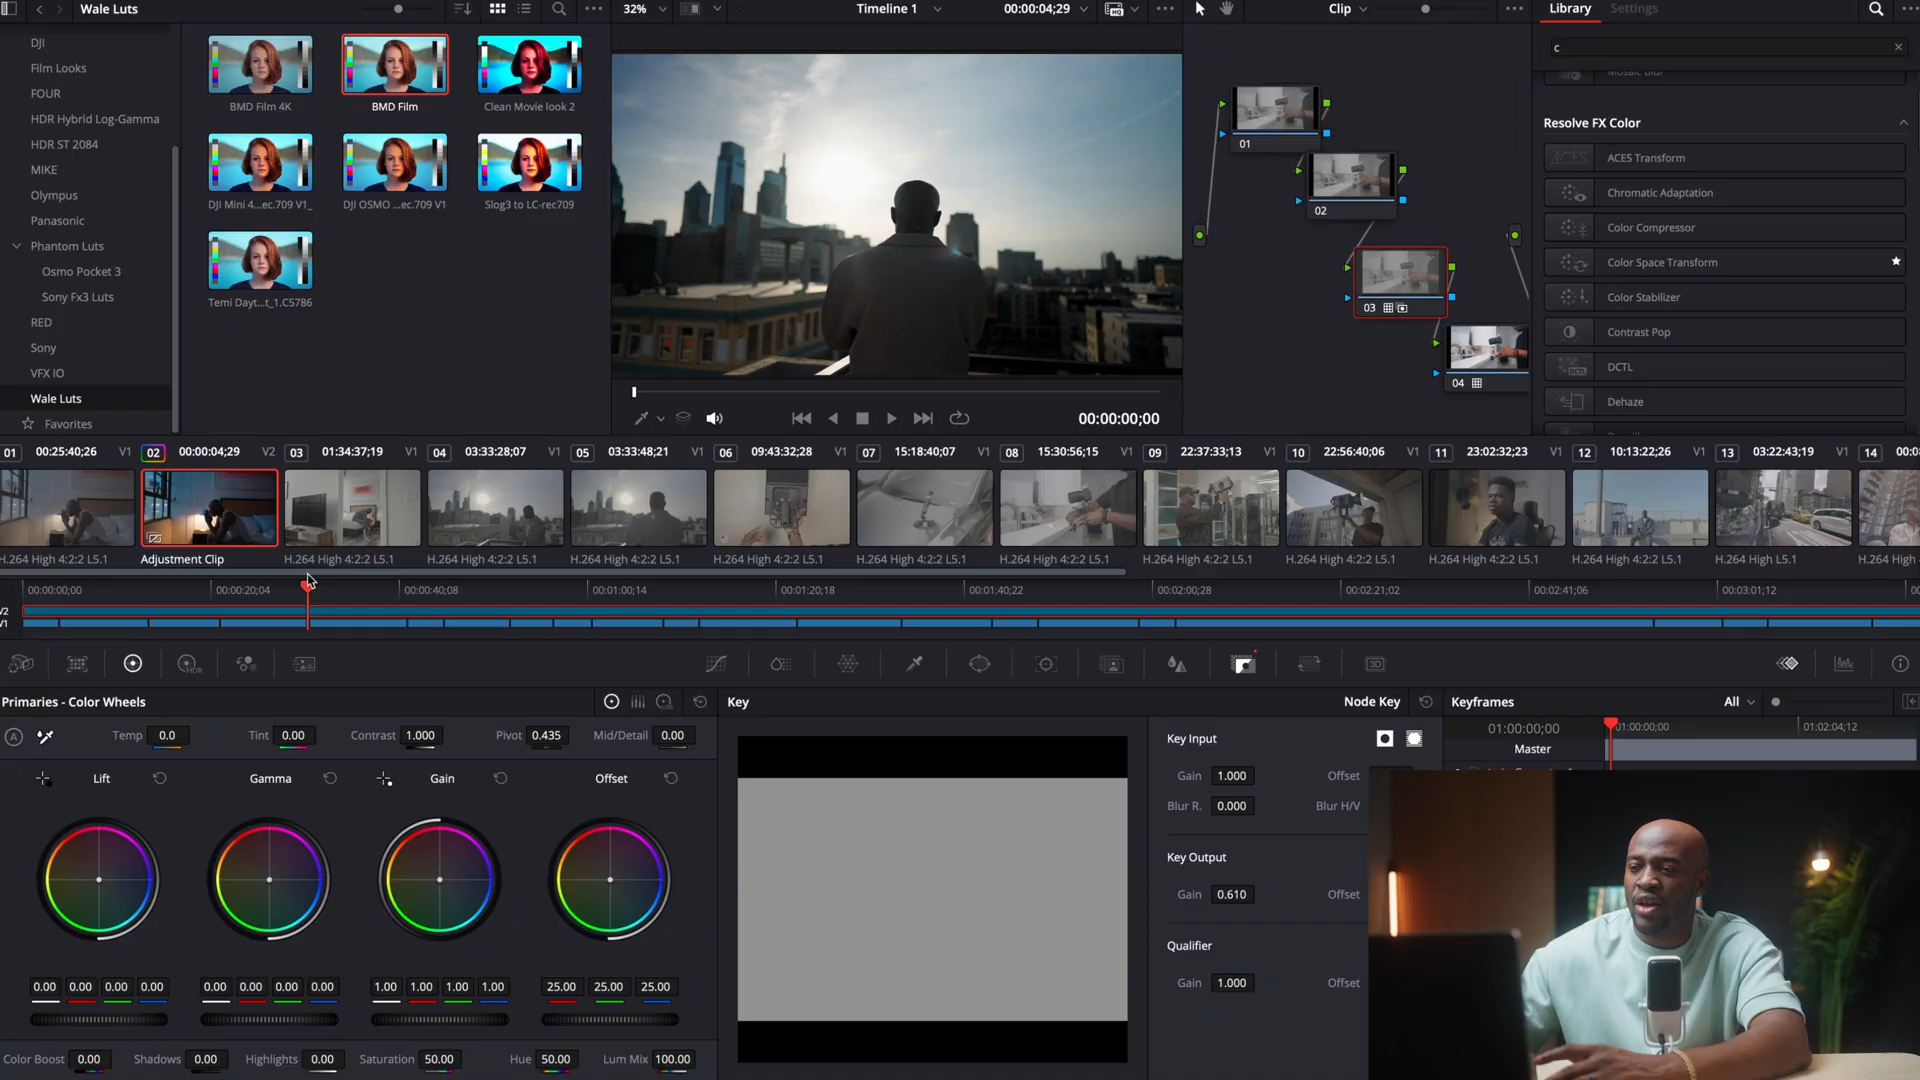 Wale Luts
32%
Timeline 1
00:00:04;29
Clip
Library
Settings
DJI
Film Looks
FOUR
HDR Hybrid Log-Gamma
HDR ST 2084
MIKE
Olympus
Panasonic
Phantom Luts
Osmo Pocket 3
Sony Fx3 Luts
RED
Sony
VFX IO
Wale Luts
Favorites
BMD Film 4K
BMD Film
Clean Movie look 2
DJI Mini 4...ec.709 V1_
DJI OSMO ...ec.709 V1
Slog3 to LC-rec709
Temi Dayt...t_1.C5786
00:00:00;00
01
02
03
04
c
Mosaic Blur
Resolve FX Color
ACES
ACES Transform
Chromatic Adaptation
Color Compressor
Color Space Transform
Color Stabilizer
Contrast Pop
DCTL
DCTL
Dehaze
01 00:25:40:26 V1
02 00:00:04;29 V2
03 01:34:37;19 V1
04 03:33:28;07 V1
05 03:33:48;21 V1
06 09:43:32;28 V1
07 15:18:40;07 V1
08 15:30:56;15 V1
09 22:37:33;13 V1
10 22:56:40;06 V1
11 23:02:32;23 V1
12 10:13:22;26 V1
13 03:22:43;19 V1
14 00:0
H.264 High 4:2:2 L5.1
Adjustment Clip
H.264 High 4:2:2 L5.1
H.264 High 4:2:2 L5.1
H.264 High 4:2:2 L5.1
H.264 High 4:2:2 L5.1
H.264 High 4:2:2 L5.1
H.264 High 4:2:2 L5.1
H.264 High 4:2:2 L5.1
H.264 High 4:2:2 L5.1
H.264 High 4:2:2 L5.1
H.264 High 4:2:2 L5.1
H.264 High 4:2:2 L5.1
H.264
00:00:00;00
00:00:20;04
00:00:40;08
00:01:00;14
00:01:20;18
00:01:40;22
00:02:00;28
00:02:21;02
00:02:41;06
00:03:01;12
00
V2
V1
HDR
3D
Primaries - Color Wheels
LOG
Key
Node Key
Keyframes
All
A
Temp 0.0
Tint 0.00
Contrast 1.000
Pivot 0.435
Mid/Detail 0.00
Lift
Gamma
Gain
Offset
0.00 0.00 0.00 0.00
0.00 0.00 0.00 0.00
1.00 1.00 1.00 1.00
25.00 25.00 25.00
Color Boost 0.00
Shadows 0.00
Highlights 0.00
Saturation 50.00
Hue 50.00
Lum Mix 100.00
Key Input
Gain 1.000 Offset
Blur R. 0.000 Blur H/V
Key Output
Gain 0.610 Offset
Qualifier
Gain 1.000 Offset
01:00:00;00
01:00:00;00
01:02:04;12
Master